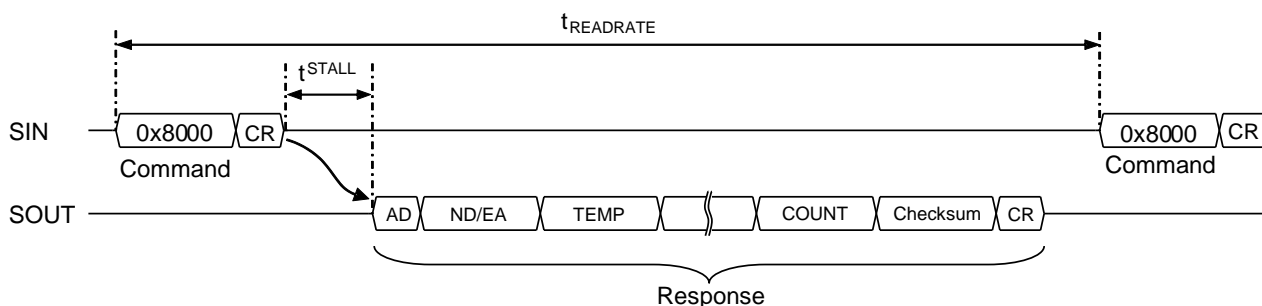 tREADRATE
tSTALL
SIN 0x8000 CR 0x8000 CR
Command Command
SOUT AD ND/EA TEMP COUNT Checksum CR
Response